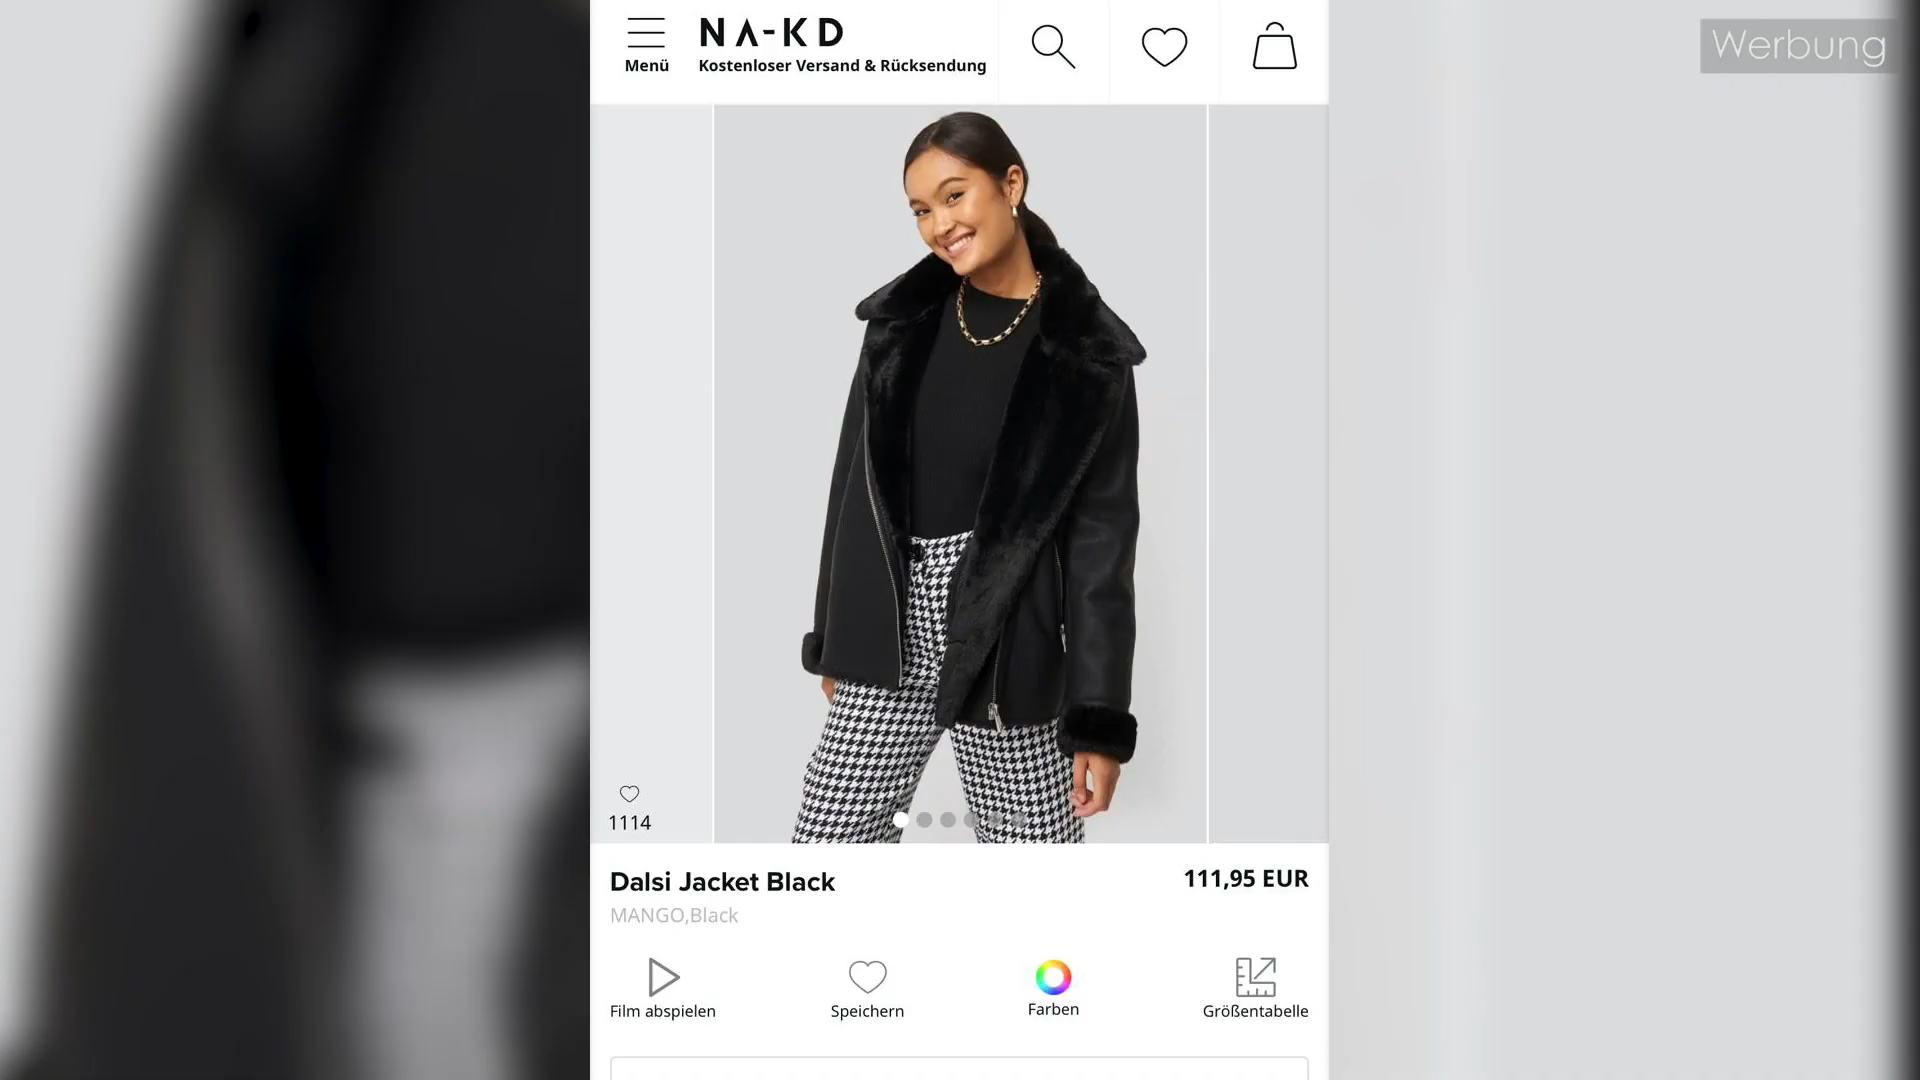 Menü
NA-KD
Kostenloser Versand & Rücksendung
Werbung
1114
Dalsi Jacket Black
111,95 EUR
MANGO,Black
Film abspielen
Speichern
Farben
Größentabelle